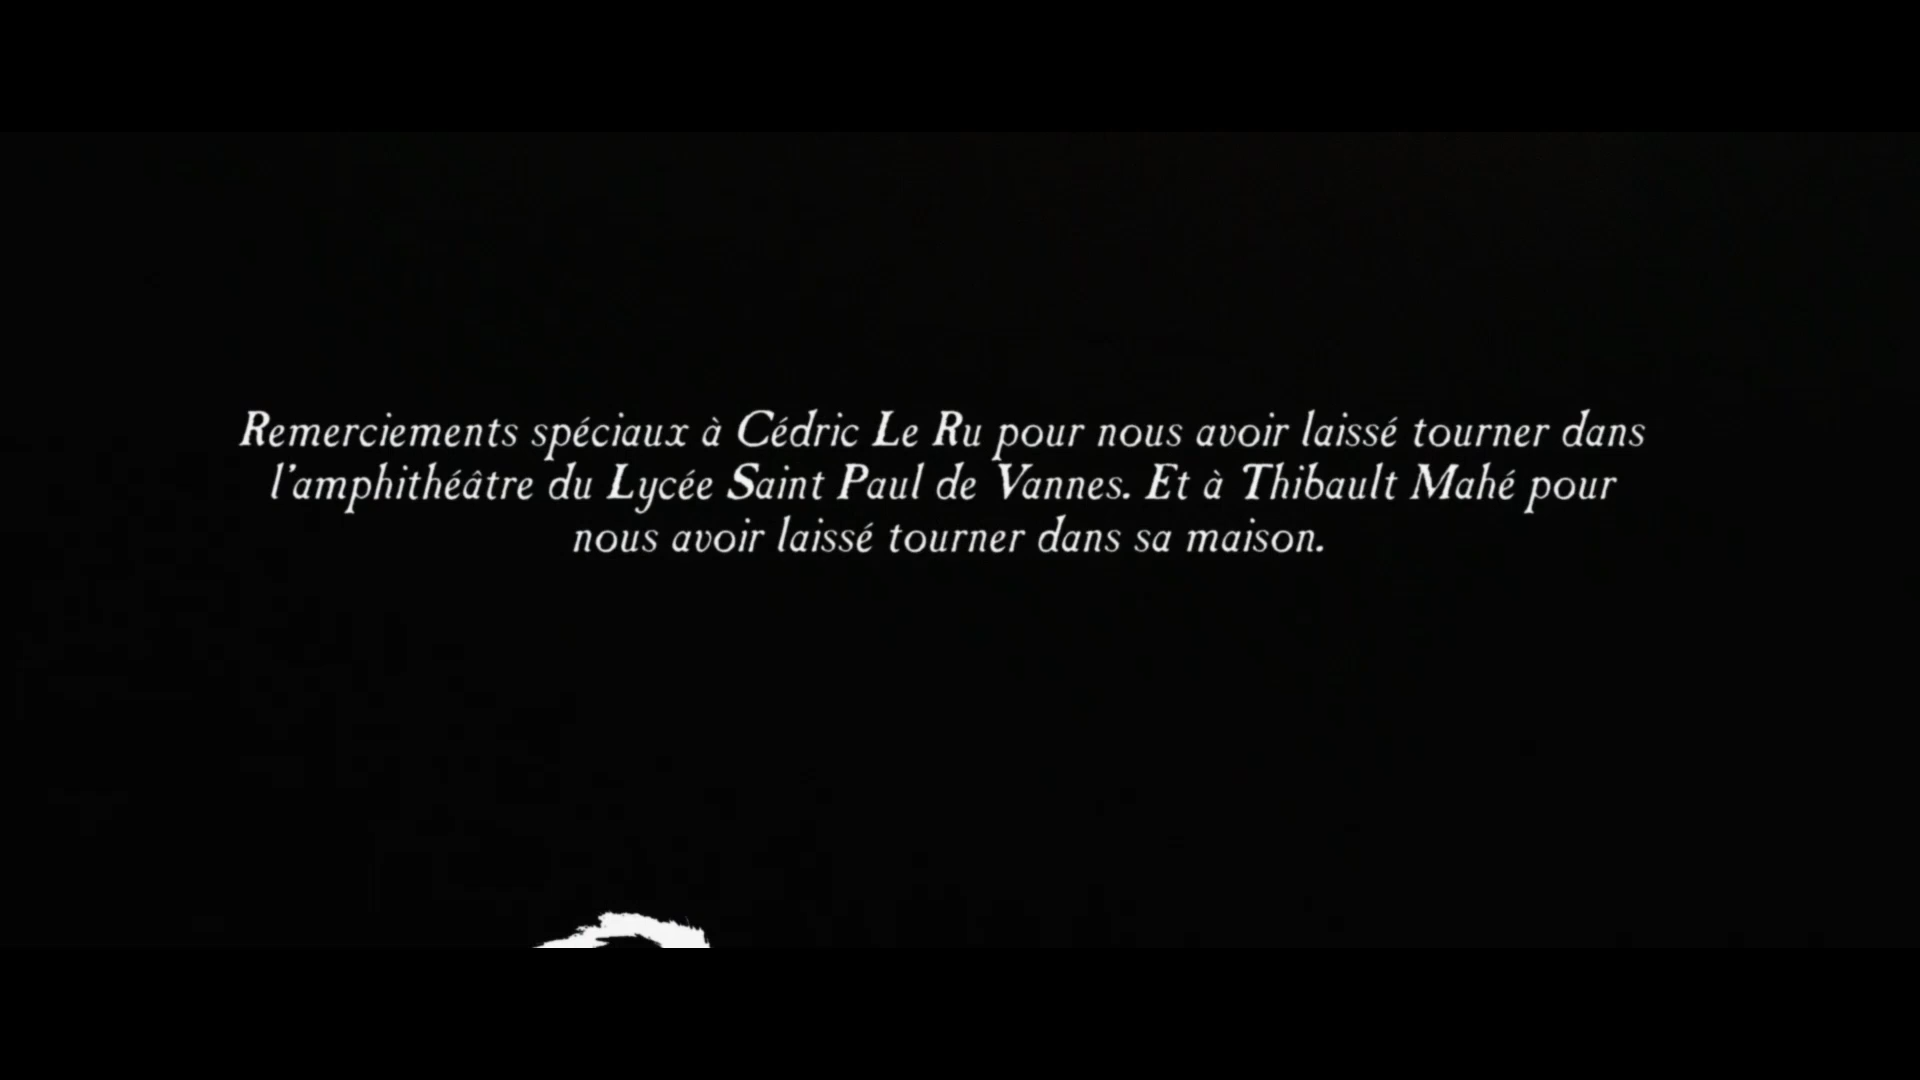 Remerciements spéciaux à Cédric Le Ru pour nous avoir laissé tourner dans
l'amphithéâtre du Lycée Saint Paul de Vannes. Et à Thibault Mahé pour
nous avoir laissé tourner dans sa maison.